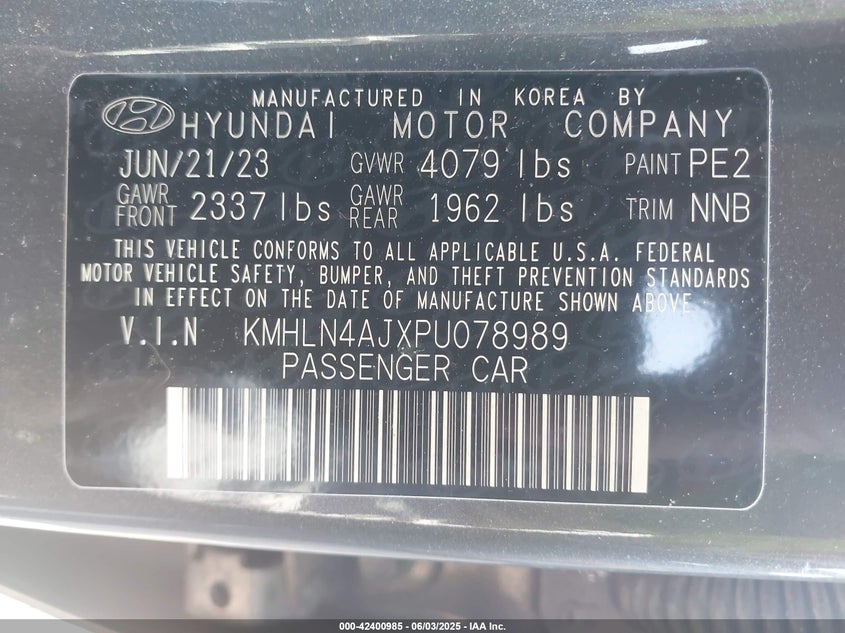 MANUFACTURED IN KOREA BY
HYUNDAI MOTOR COMPANY
JUN/21/23 GVWR 4079 lbs PAINT PE2
GAWR FRONT 2337 lbs GAWR REAR 1962 lbs TRIM NNB
THIS VEHICLE CONFORMS TO ALL APPLICABLE U.S.A. FEDERAL
MOTOR VEHICLE SAFETY, BUMPER, AND THEFT PREVENTION STANDARDS
IN EFFECT ON THE DATE OF MANUFACTURE SHOWN ABOVE
V.I.N KMHLN4AJXPU078989
PASSENGER CAR
000-42400985 - 06/03/2025 - IAA Inc.